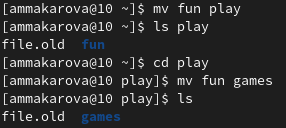 [ammakarova@10 ~]$ mv fun play
[ammakarova@10 ~]$ ls play
file.old  fun
[ammakarova@10 ~]$ cd play
[ammakarova@10 play]$ mv fun games
[ammakarova@10 play]$ ls
file.old  games